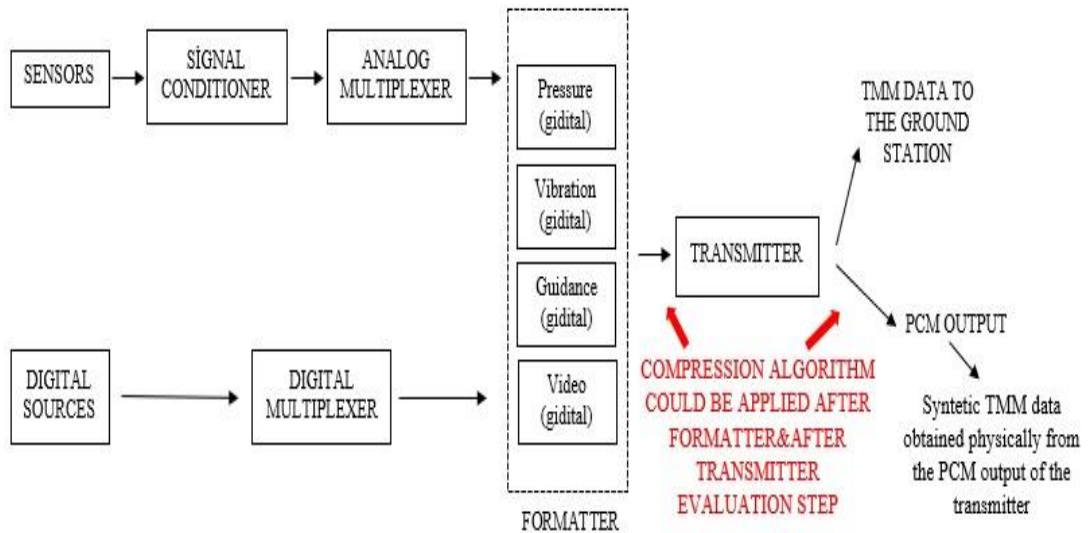 SENSORS
SİGNAL
CONDITIONER
ANALOG
MULTIPLEXER
Pressure
(gidital)
Vibration
(gidital)
Guidance
(gidital)
Video
(gidital)
FORMATTER
DIGITAL
SOURCES
DIGITAL
MULTIPLEXER
TRANSMITTER
TMM DATA TO
THE GROUND
STATION
PCM OUTPUT
Syntetic TMM data
obtained physically from
the PCM output of the
transmitter
COMPRESSION ALGORITHM
COULD BE APPLIED AFTER
FORMATTER&AFTER
TRANSMITTER
EVALUATION STEP